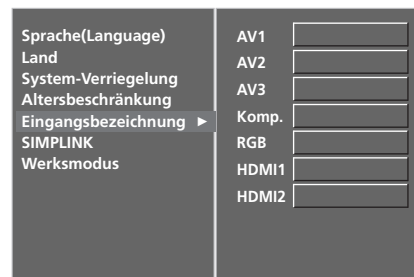 Sprache(Language)
Land
System-Verriegelung
Altersbeschränkung
Eingangsbezeichnung ►
SIMPLINK
Werksmodus
AV1
AV2
AV3
Komp.
RGB
HDMI1
HDMI2